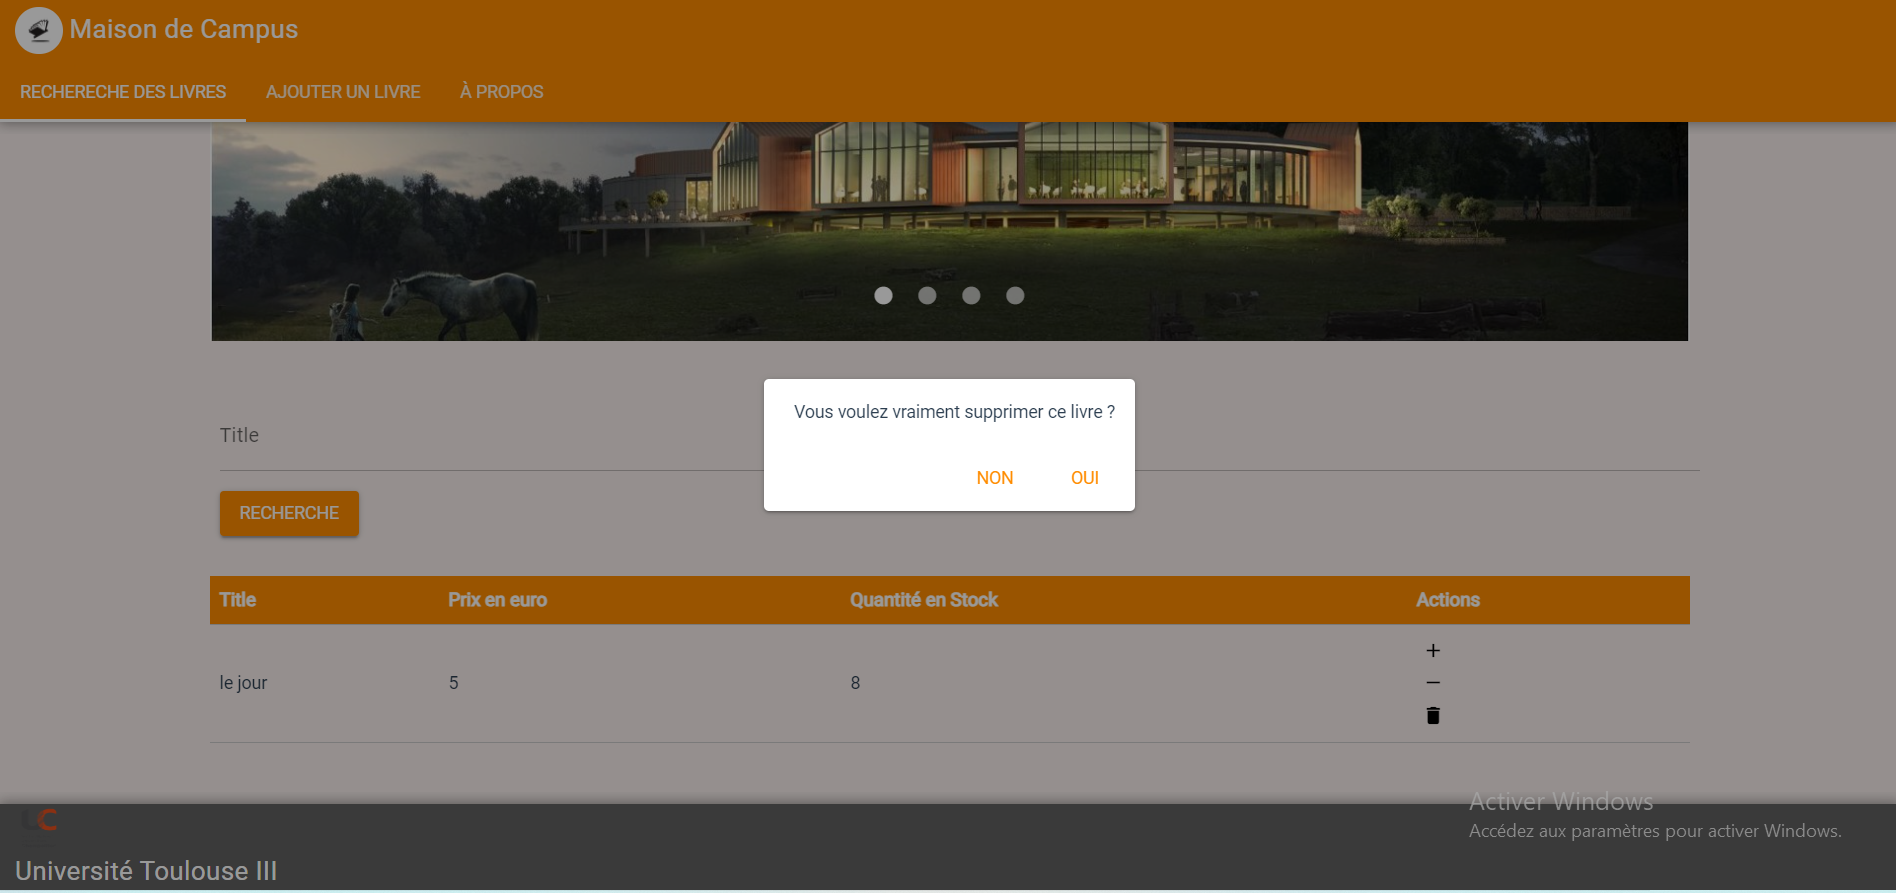 Maison de Campus
RECHERECHE DES LIVRES AJOUTER UN LIVRE À PROPOS
Vous voulez vraiment supprimer ce livre ?
NON OUI
Title
RECHERCHE
Title Prix en euro Quantité en Stock Actions
le jour 5 8
UC
Activer Windows
Accédez aux paramètres pour activer Windows.
Université Toulouse III